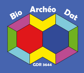 Bio Archéo Dat
GDR 3644